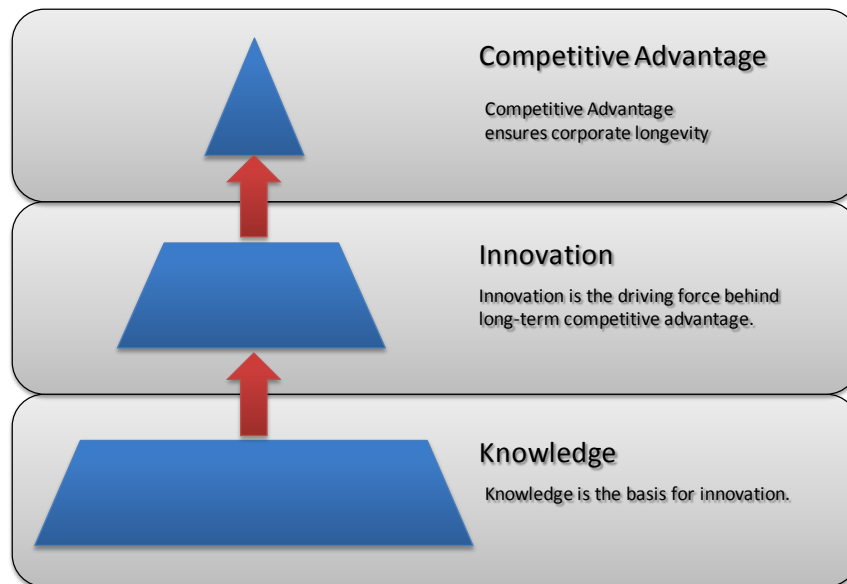 Competitive Advantage
Competitive Advantage
ensures corporate longevity
Innovation
Innovation is the driving force behind
long-term competitive advantage.
Knowledge
Knowledge is the basis for innovation.